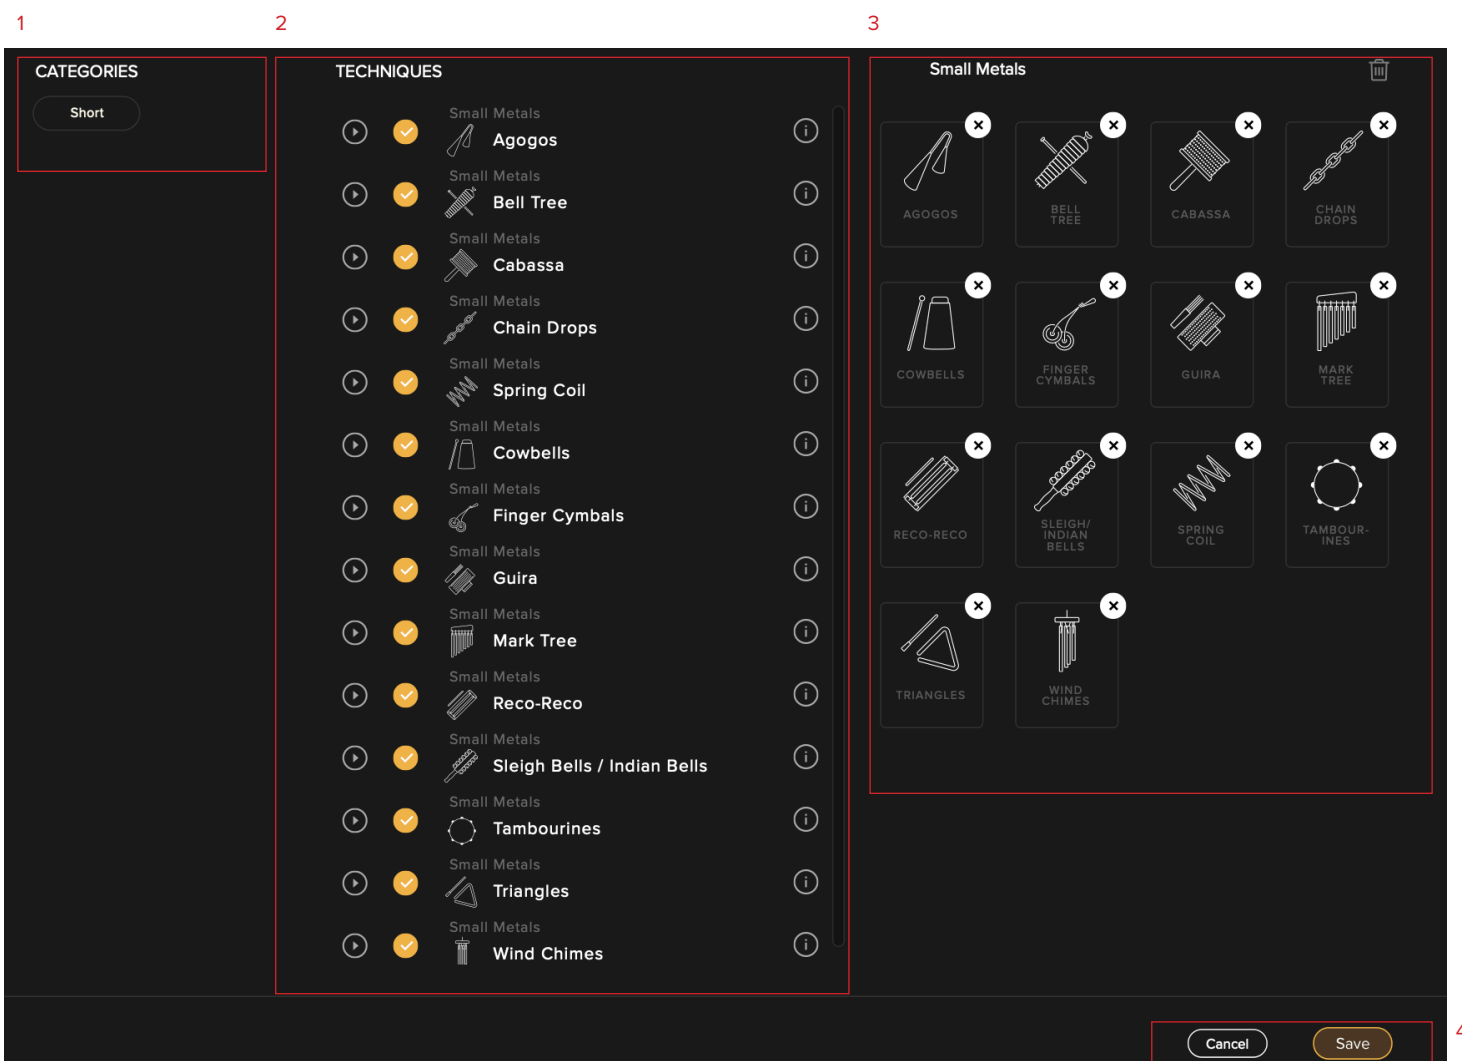 1
2
3
CATEGORIES
Short
TECHNIQUES
Small Metals
Agogos
Small Metals
Bell Tree
Small Metals
Cabassa
Small Metals
Chain Drops
Small Metals
Spring Coil
Small Metals
Cowbells
Small Metals
Finger Cymbals
Small Metals
Guira
Small Metals
Mark Tree
Small Metals
Reco-Reco
Small Metals
Sleigh Bells / Indian Bells
Small Metals
Tambourines
Small Metals
Triangles
Small Metals
Wind Chimes
Small Metals
AGOGOS
BELL
TREE
CABASSA
CHAIN
DROPS
COWBELLS
FINGER
CYMBALS
GUIRA
MARK
TREE
RECO-RECO
SLEIGH/
INDIAN
BELLS
SPRING
COIL
TAMBOUR-
INES
TRIANGLES
WIND
CHIMES
4
Cancel
Save